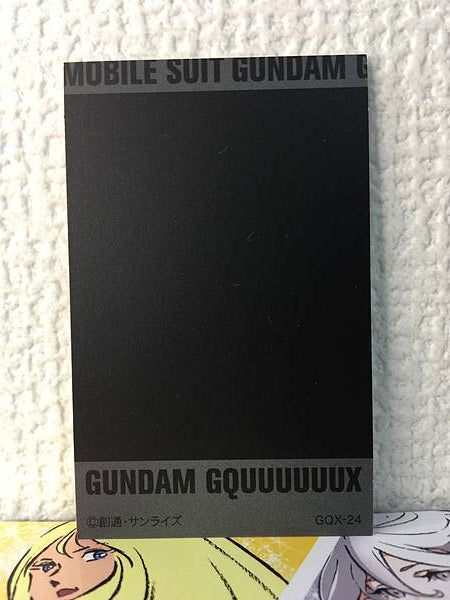 MOBILE SUIT GUNDAM G
GUNDAM GQUUUUUUX
©創通・サンライズ GQX-24